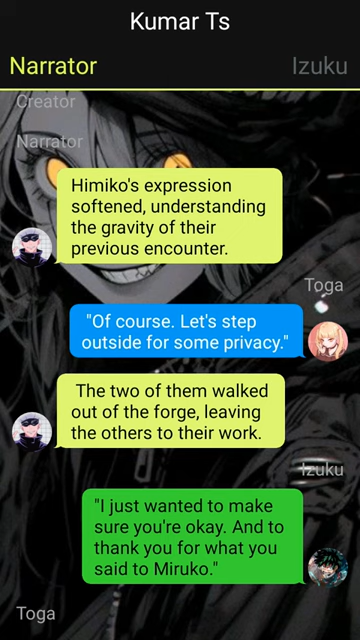 Kumar Ts
Narrator
Izuku
Creator
Narrator
Himiko's expression
softened, understanding
the gravity of their
previous encounter.
Toga
"Of course. Let's step
outside for some privacy."
The two of them walked
out of the forge, leaving
the others to their work.
Izuku
"I just wanted to make
sure you're okay. And to
thank you for what you
said to Miruko."
Toga